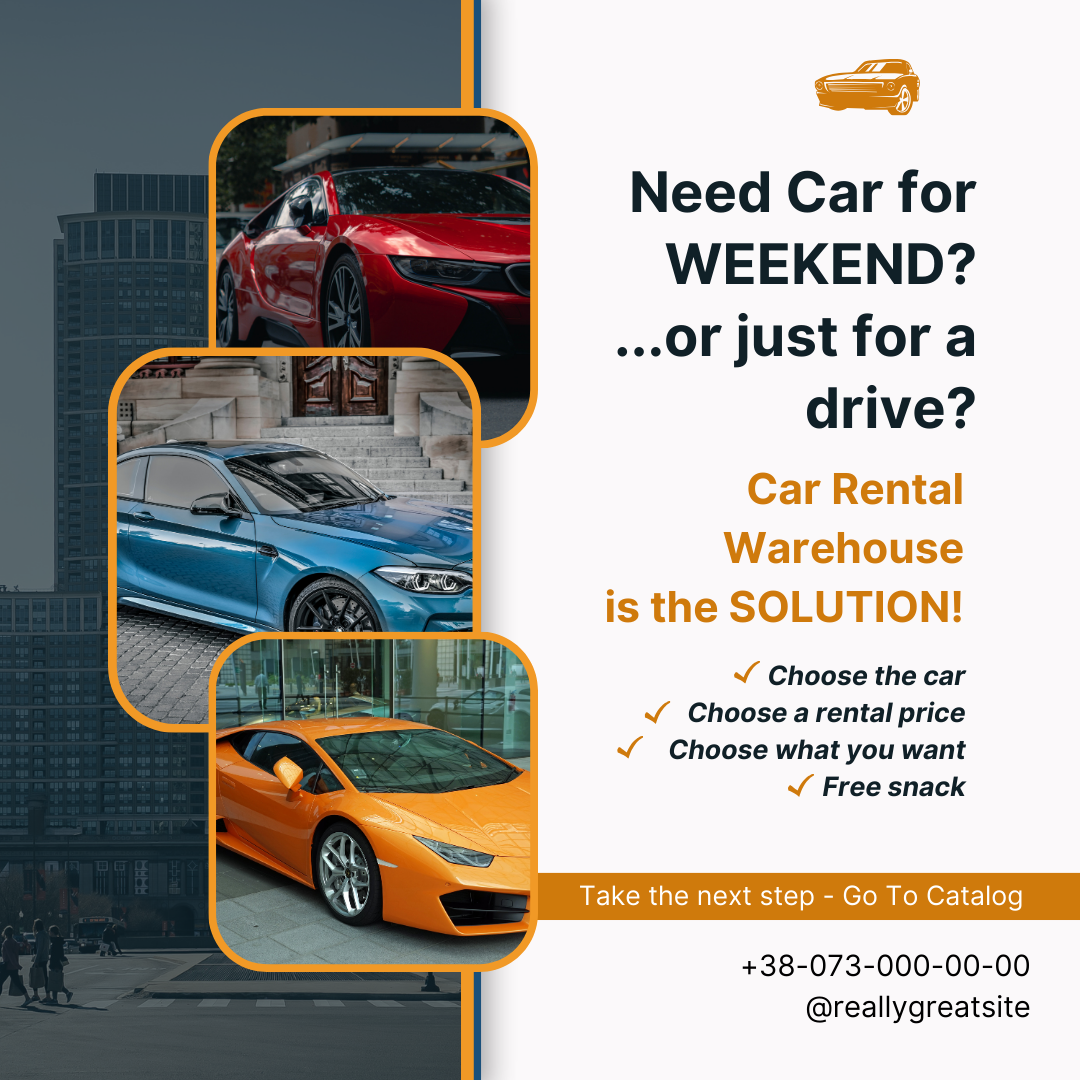 Need Car for
WEEKEND?
...or just for a
drive?
Car Rental
Warehouse
is the SOLUTION!
Choose the car
Choose a rental price
Choose what you want
Free snack
Take the next step - Go To Catalog
+38-073-000-00-00
@reallygreatsite